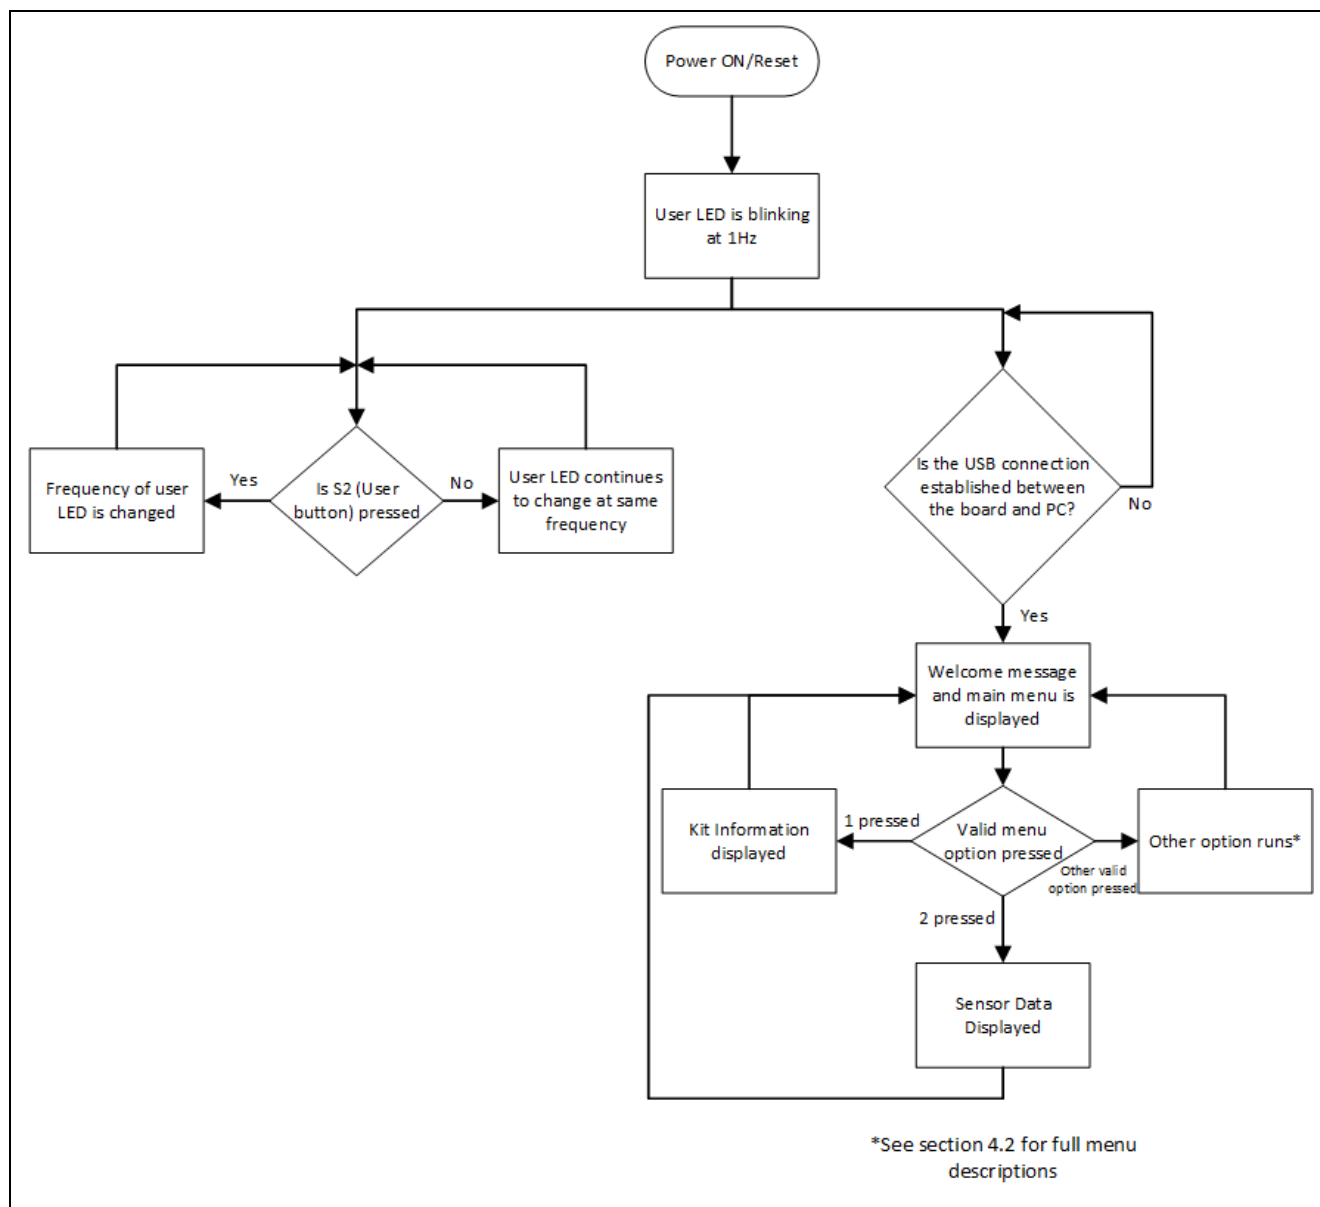 Power ON/Reset
User LED is blinking
at 1Hz
Frequency of user
LED is changed
Yes
Is S2 (User
button) pressed
No
User LED continues
to change at same
frequency
Is the USB connection
established between
the board and PC?
No
Yes
Welcome message
and main menu is
displayed
Kit Information
displayed
1 pressed
Valid menu
option pressed
Other valid
option pressed
Other option runs*
2 pressed
Sensor Data
Displayed
*See section 4.2 for full menu
descriptions